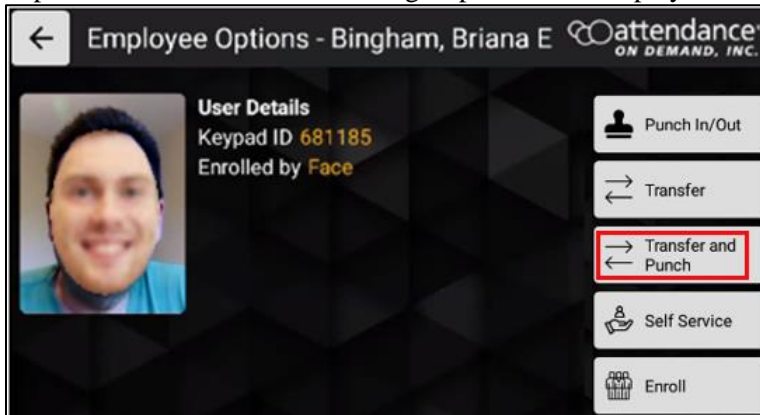 Employee Options - Bingham, Briana E
attendance
ON DEMAND, INC.
User Details
Keypad ID 681185
Enrolled by Face
Punch In/Out
Transfer
Transfer and
Punch
Self Service
Enroll